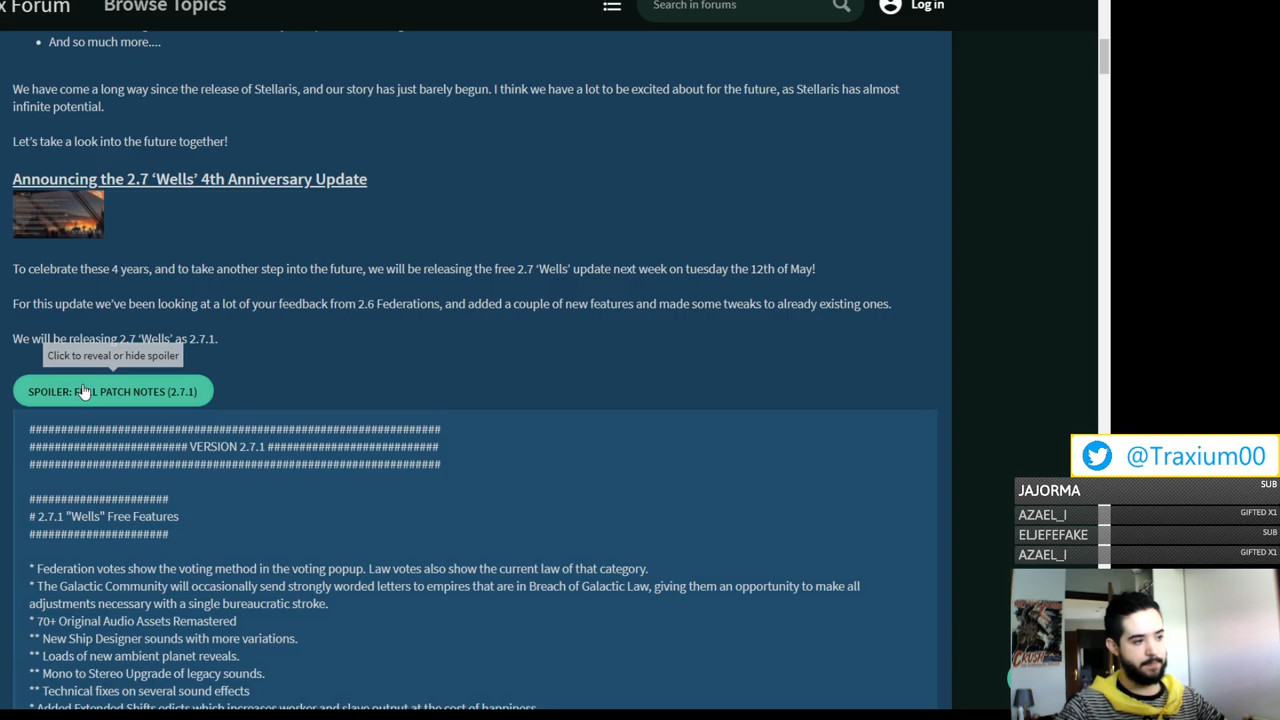 x Forum
Browse Topics
Search in forums
Log in
• And so much more....
We have come a long way since the release of Stellaris, and our story has just barely begun. I think we have a lot to be excited about for the future, as Stellaris has almost
infinite potential.
Let's take a look into the future together!
Announcing the 2.7 ‘Wells’ 4th Anniversary Update
To celebrate these 4 years, and to take another step into the future, we will be releasing the free 2.7 ‘Wells’ update next week on tuesday the 12th of May!
For this update we’ve been looking at a lot of your feedback from 2.6 Federations, and added a couple of new features and made some tweaks to already existing ones.
We will be releasing 2.7 ‘Wells’ as 2.7.1.
Click to reveal or hide spoiler
SPOILER: FULL PATCH NOTES (2.7.1)
#################################################################
######################### VERSION 2.7.1 ###########################
#################################################################
######################
# 2.7.1 "Wells" Free Features
######################
* Federation votes show the voting method in the voting popup. Law votes also show the current law of that category.
* The Galactic Community will occasionally send strongly worded letters to empires that are in Breach of Galactic Law, giving them an opportunity to make all
adjustments necessary with a single bureaucratic stroke.
* 70+ Original Audio Assets Remastered
** New Ship Designer sounds with more variations.
** Loads of new ambient planet reveals.
** Mono to Stereo Upgrade of legacy sounds.
** Technical fixes on several sound effects
* Added Extended Shifts edicts which increases worker and slave output at the cost of happiness
@Traxium00
JAJORMA SUB
AZAEL_I GIFTED X1
ELJEFEFAKE SUB
AZAEL_I GIFTED X1
CRUSH